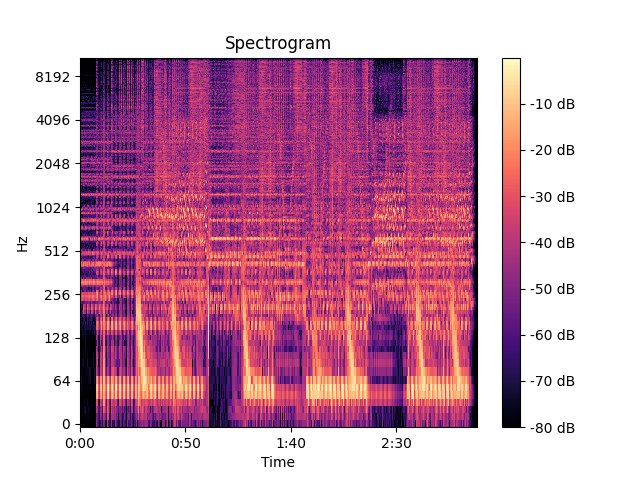 Spectrogram
8192
4096
2048
1024
512
256
128
64
0
Hz
0:00
0:50
1:40
2:30
Time
-10 dB
-20 dB
-30 dB
-40 dB
-50 dB
-60 dB
-70 dB
-80 dB